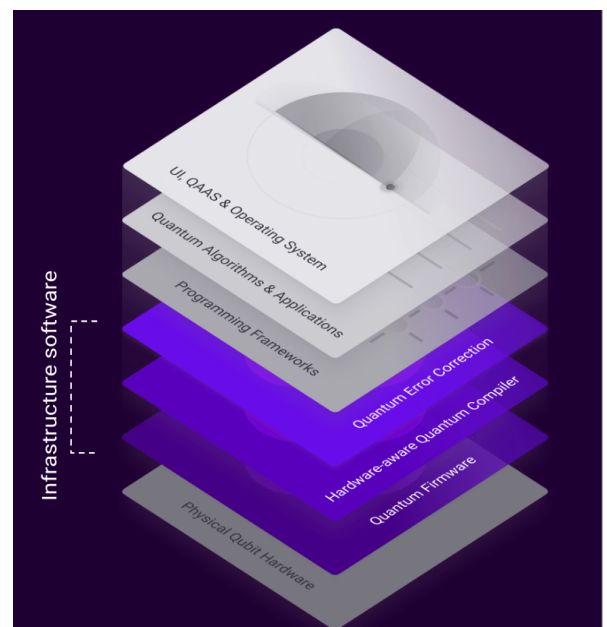 UI, QAAS & Operating System
Quantum Algorithms & Applications
Programming Frameworks
Infrastructure software
Quantum Error Correction
Hardware-aware Quantum Compiler
Quantum Firmware
Physical Qubit Hardware